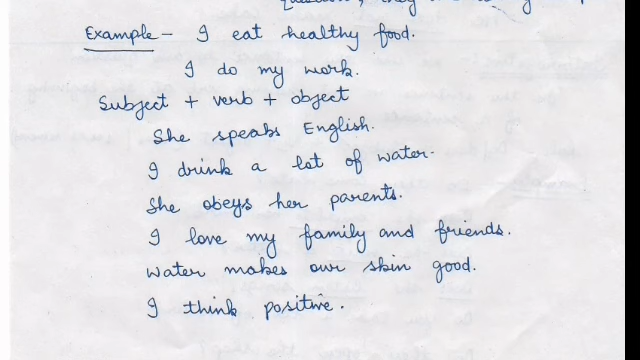 Example - I eat healthy food.
I do my work.
Subject + verb + object
She speaks English.
I drink a lot of water.
She obeys her parents.
I love my family and friends.
Water makes our skin good.
I think positive.